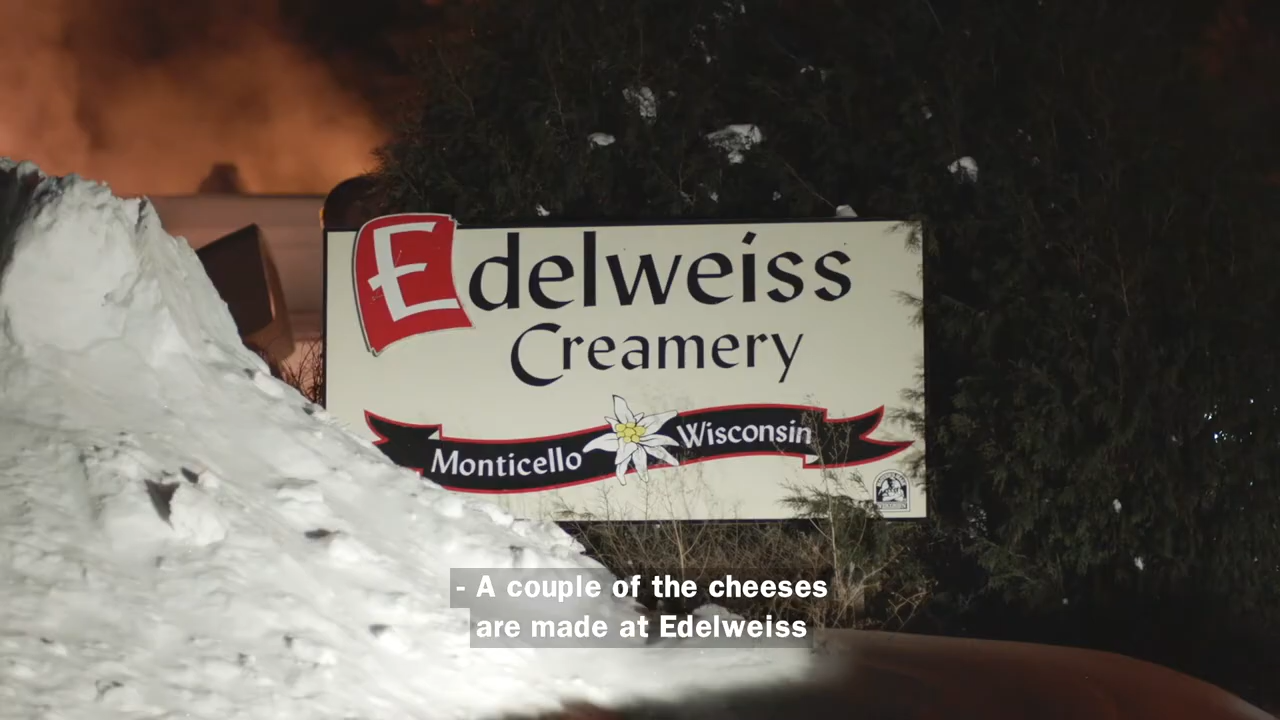 Edelweiss
Creamery
Monticello Wisconsin
- A couple of the cheeses
are made at Edelweiss